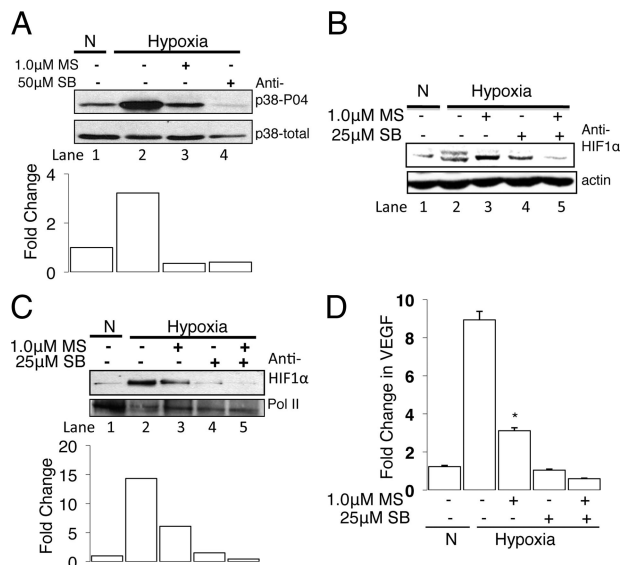 A
N Hypoxia
1.0µM MS - - + -
50µM SB - - - + Anti-
p38-P04
p38-total
Lane 1 2 3 4
Fold Change
4
2
0
B
N Hypoxia
1.0µM MS - - + - +
25µM SB - - - + + Anti-
HIF1α
actin
Lane 1 2 3 4 5
C
N Hypoxia
1.0µM MS - - + - +
25µM SB - - - + + Anti-
HIF1α
Pol II
Lane 1 2 3 4 5
Fold Change
20
15
10
5
0
D
Fold Change in VEGF
10
8
6
4
2
0
*
1.0µM MS - - + - +
25µM SB - - - + +
N Hypoxia